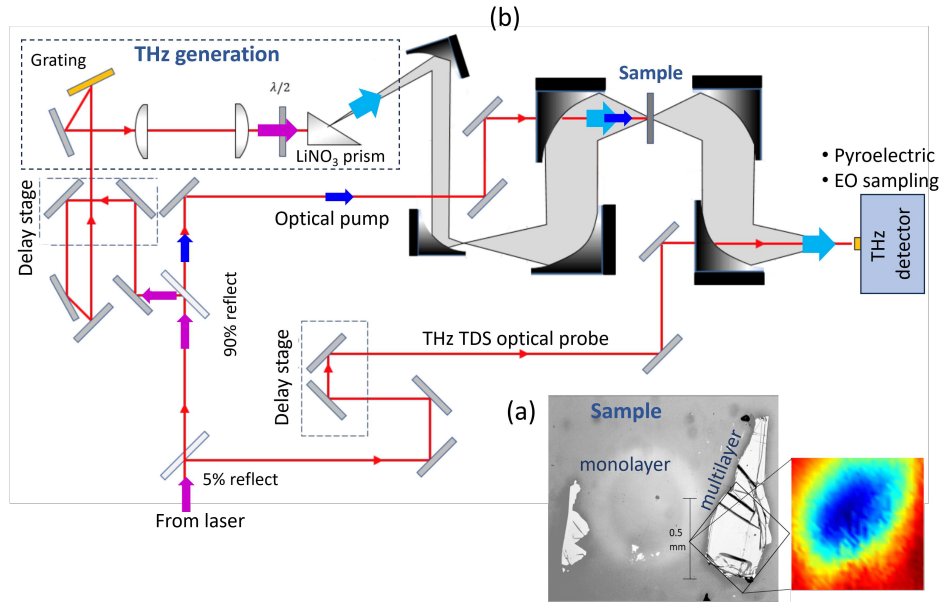 (b)
THz generation
Grating
λ/2
LiNO₃ prism
Sample
• Pyroelectric
• EO sampling
THz
detector
Delay stage
Optical pump
90% reflect
Delay stage
THz TDS optical probe
5% reflect
From laser
(a)
Sample
monolayer
multilayer
0.5
mm